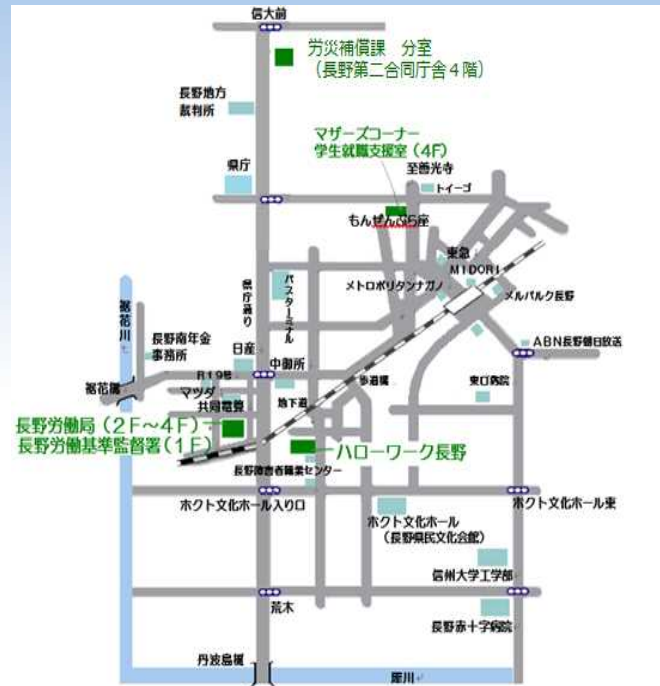 信大前
労災補償課 分室
(長野第二合同庁舎4階)
長野地方
裁判所
マザーズコーナー
学生就職支援室(4F)
県庁
至善光寺
トイーゴ
もんぜんぷら座
東急
MIDORI
メトロポリタンナガノ
メルパルク長野
県庁通り
バスターミナル
裾花川
長野南年金
事務所
日産
中御所
ABN長野朝日放送
R19号
歩道橋
東口病院
裾花橋
マツダ
共同電算
地下道
長野労働局(2F~4F)
長野労働基準監督署(1F)
ハローワーク長野
長野障害者職業センター
ホクト文化ホール入り口
ホクト文化ホール
(長野県民文化会館)
ホクト文化ホール東
信州大学工学部
荒木
長野赤十字病院
丹波島橋
犀川